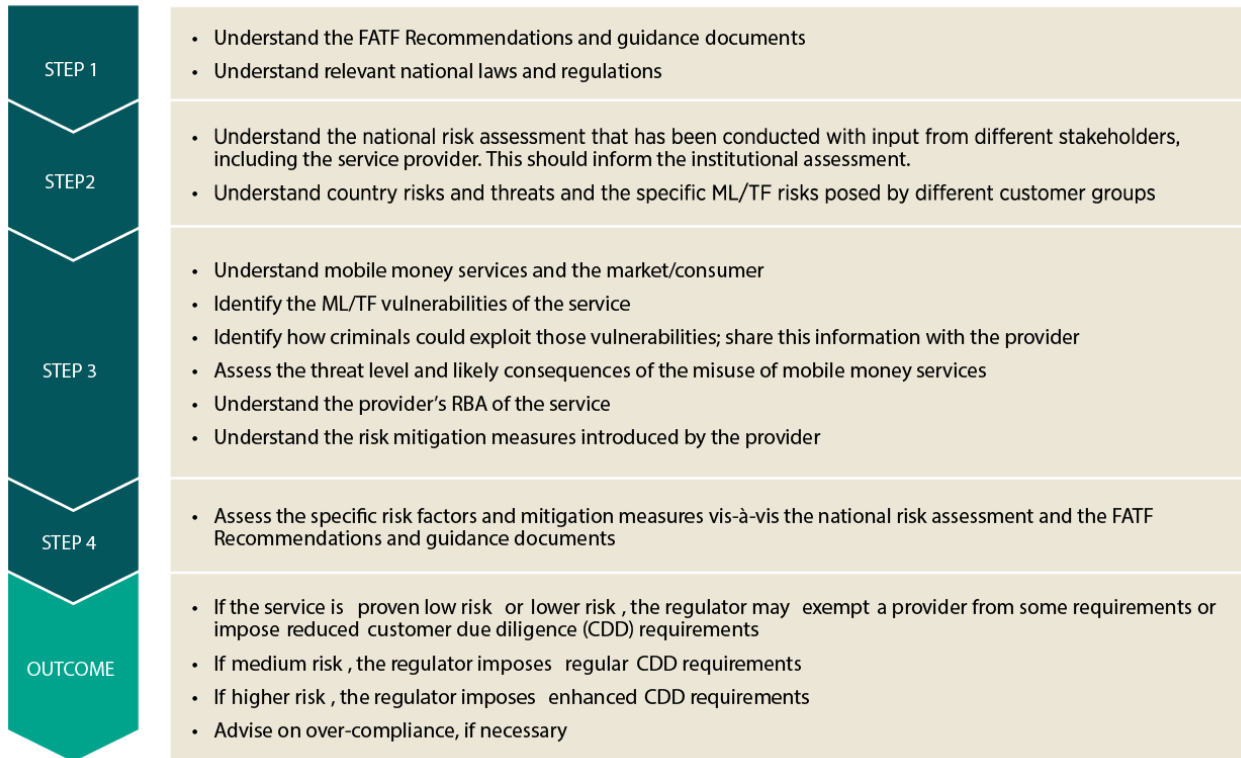 STEP 1
• Understand the FATF Recommendations and guidance documents
• Understand relevant national laws and regulations
STEP2
• Understand the national risk assessment that has been conducted with input from different stakeholders,
including the service provider. This should inform the institutional assessment.
• Understand country risks and threats and the specific ML/TF risks posed by different customer groups
STEP 3
• Understand mobile money services and the market/consumer
• Identify the ML/TF vulnerabilities of the service
• Identify how criminals could exploit those vulnerabilities; share this information with the provider
• Assess the threat level and likely consequences of the misuse of mobile money services
• Understand the provider's RBA of the service
• Understand the risk mitigation measures introduced by the provider
STEP 4
• Assess the specific risk factors and mitigation measures vis-à-vis the national risk assessment and the FATF
Recommendations and guidance documents
OUTCOME
• If the service is proven low risk or lower risk , the regulator may exempt a provider from some requirements or
impose reduced customer due diligence (CDD) requirements
• If medium risk , the regulator imposes regular CDD requirements
• If higher risk , the regulator imposes enhanced CDD requirements
• Advise on over-compliance, if necessary